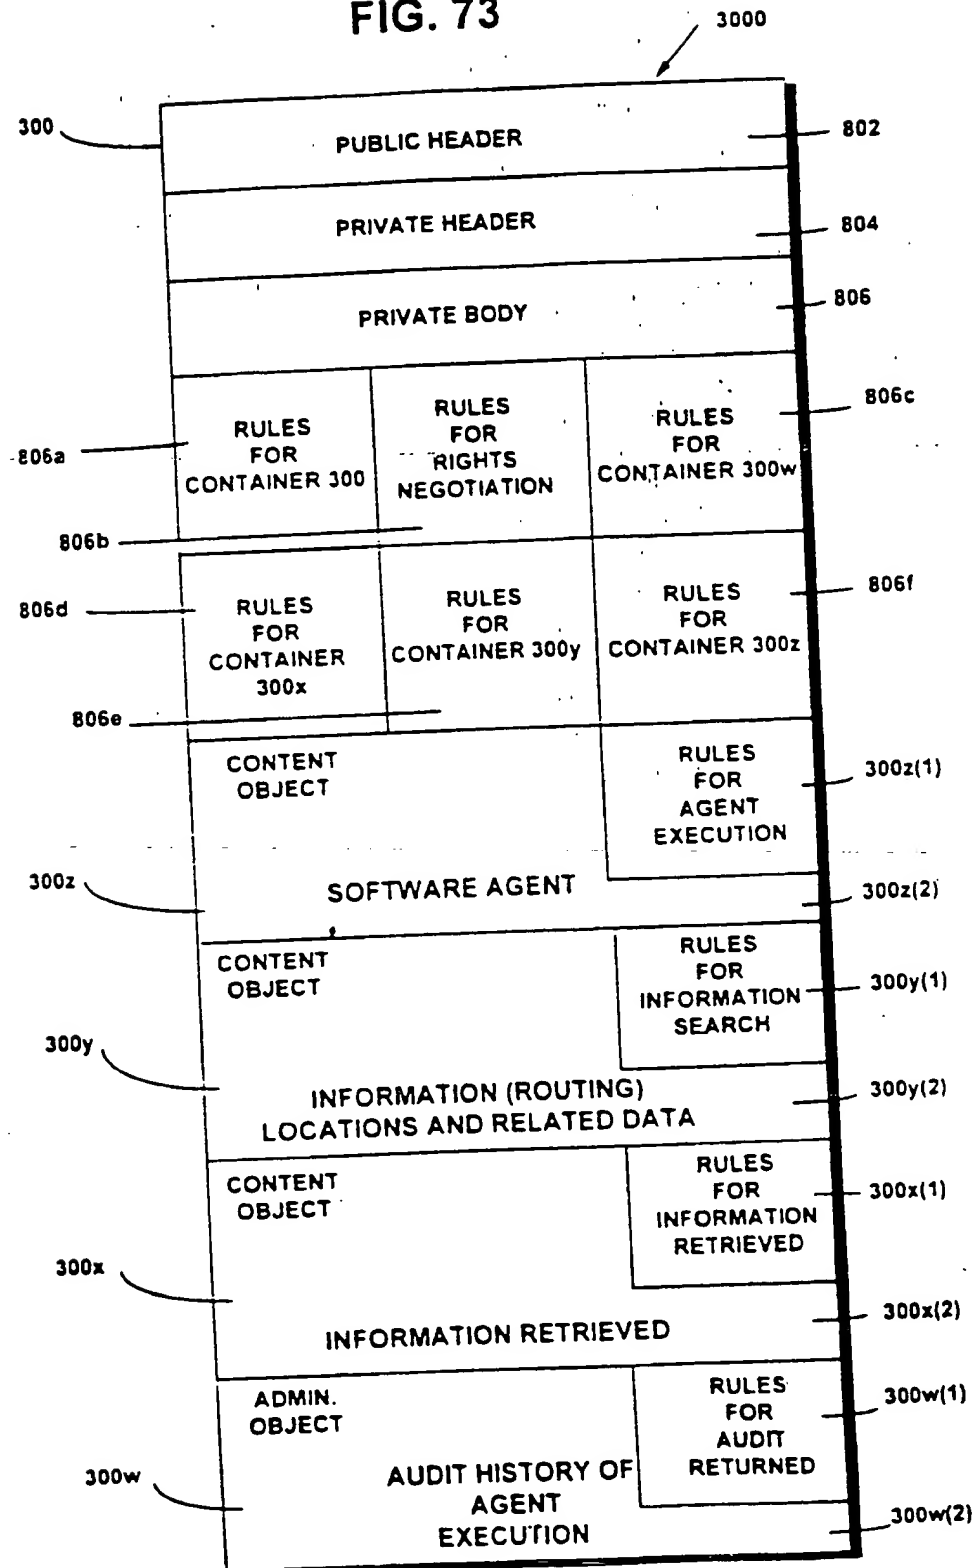 FIG. 73
3000
300
PUBLIC HEADER
802
PRIVATE HEADER
804
PRIVATE BODY
806
806a
RULES
FOR
CONTAINER 300
RULES
FOR
RIGHTS
NEGOTIATION
RULES
FOR
CONTAINER 300w
806c
806b
806d
RULES
FOR
CONTAINER
300x
RULES
FOR
CONTAINER 300y
RULES
FOR
CONTAINER 300z
806f
806e
CONTENT
OBJECT
RULES
FOR
AGENT
EXECUTION
300z(1)
300z
SOFTWARE AGENT
300z(2)
CONTENT
OBJECT
RULES
FOR
INFORMATION
SEARCH
300y(1)
300y
INFORMATION (ROUTING)
LOCATIONS AND RELATED DATA
300y(2)
CONTENT
OBJECT
RULES
FOR
INFORMATION
RETRIEVED
300x(1)
300x
INFORMATION RETRIEVED
300x(2)
ADMIN.
OBJECT
RULES
FOR
AUDIT
RETURNED
300w(1)
300w
AUDIT HISTORY OF
AGENT
EXECUTION
300w(2)